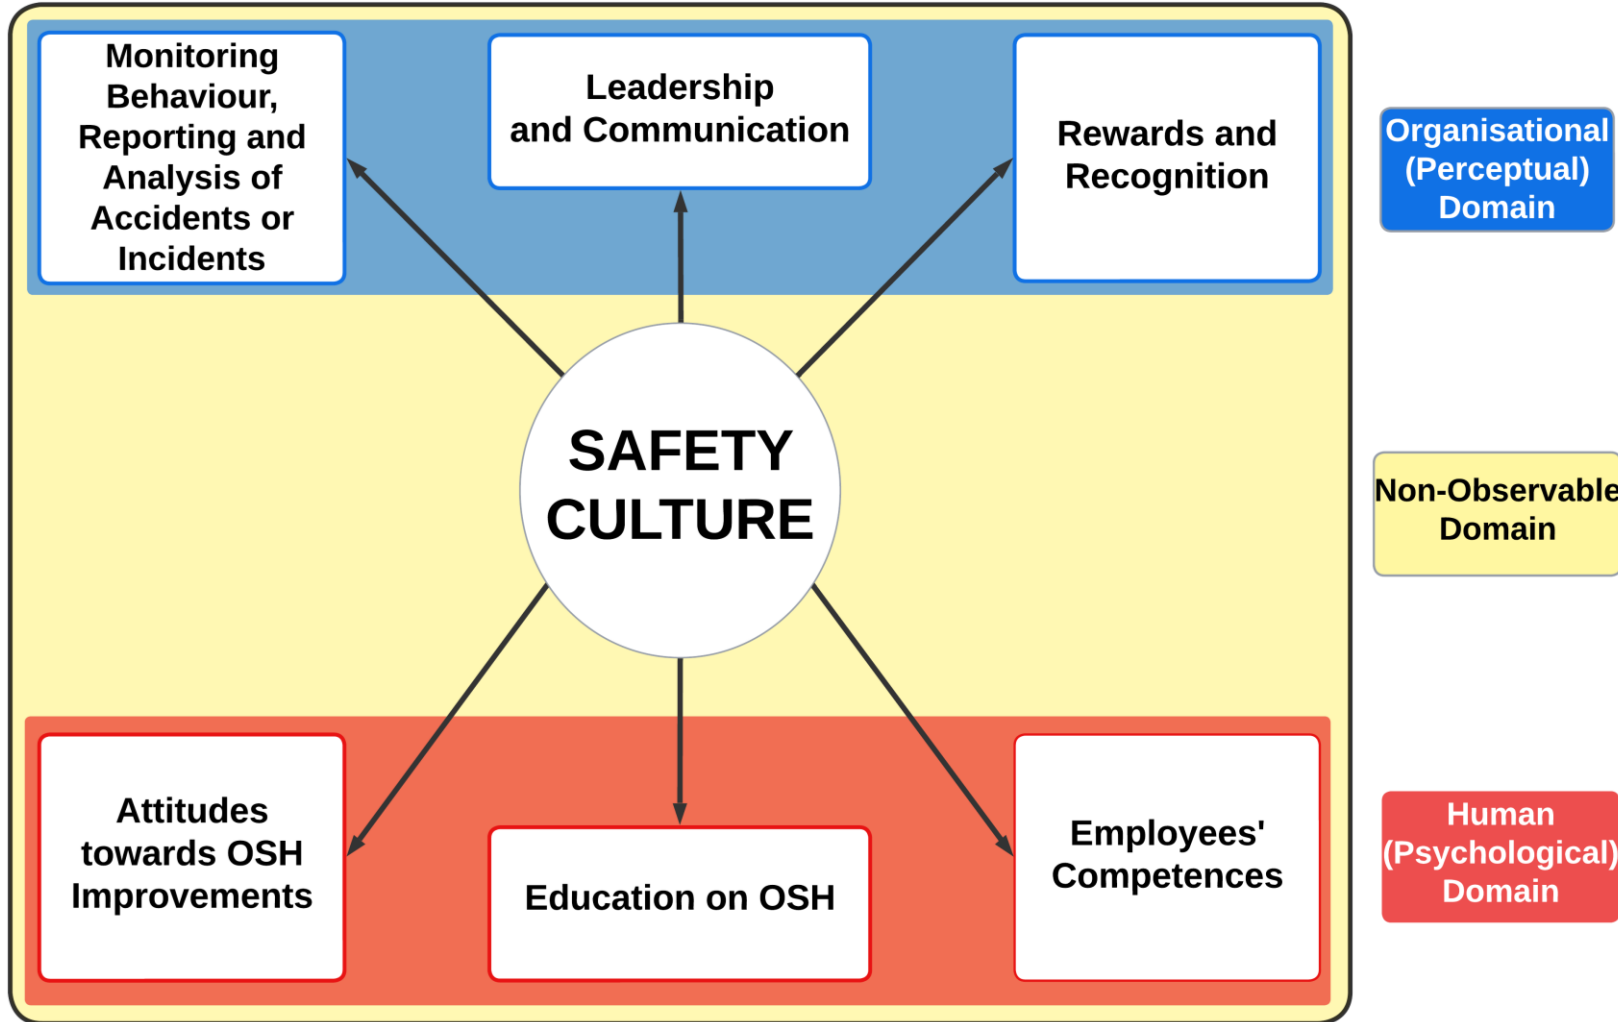 Monitoring
Behaviour,
Reporting and
Analysis of
Accidents or
Incidents
Leadership
and Communication
Rewards and
Recognition
Organisational
(Perceptual)
Domain
SAFETY
CULTURE
Non-Observable
Domain
Attitudes
towards OSH
Improvements
Education on OSH
Employees'
Competences
Human
(Psychological)
Domain